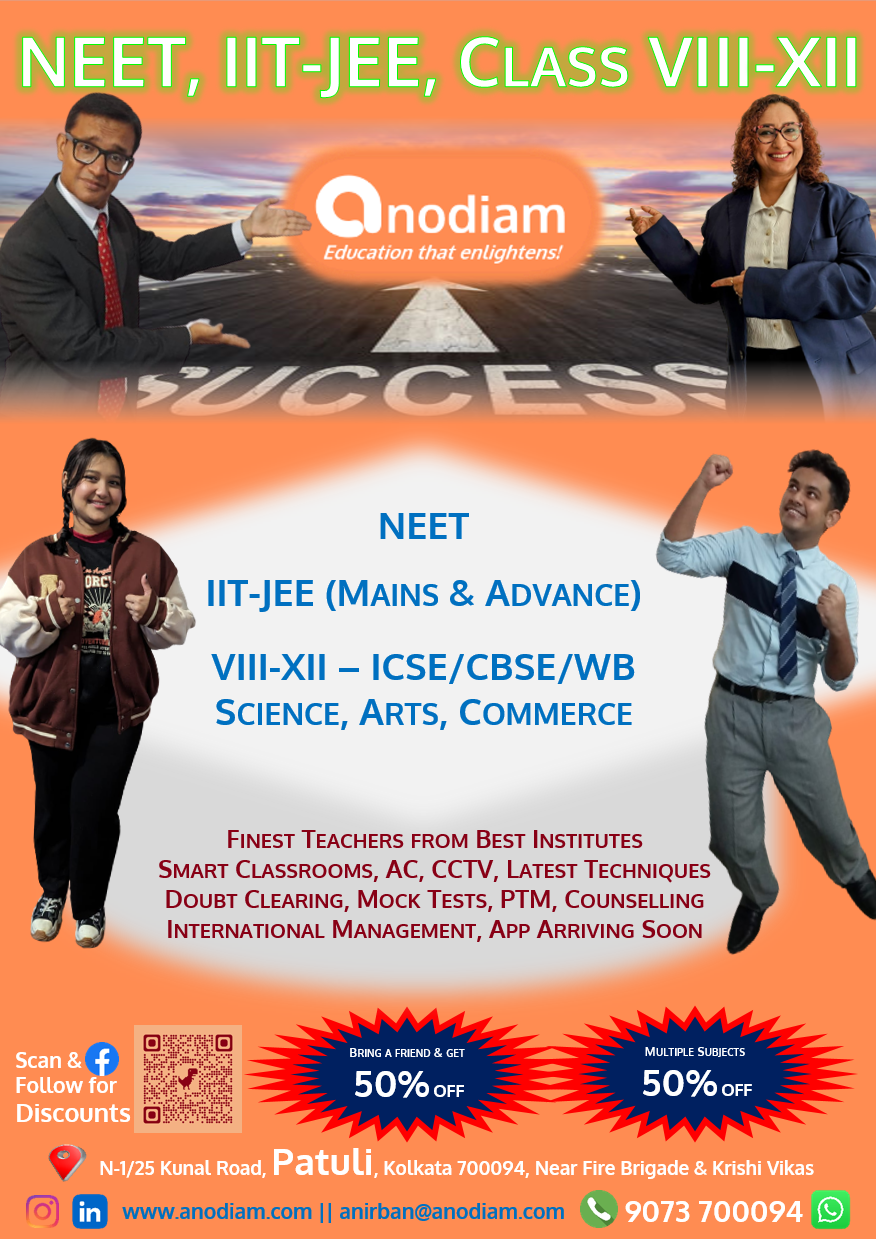 NEET, IIT-JEE, CLASS VIII-XII
anodiam
Education that enlightens!
SUCCESS
NEET
IIT-JEE (MAINS & ADVANCE)
VIII-XII – ICSE/CBSE/WB
SCIENCE, ARTS, COMMERCE
FINEST TEACHERS FROM BEST INSTITUTES
SMART CLASSROOMS, AC, CCTV, LATEST TECHNIQUES
DOUBT CLEARING, MOCK TESTS, PTM, COUNSELLING
INTERNATIONAL MANAGEMENT, APP ARRIVING SOON
Scan &
Follow for
Discounts
BRING A FRIEND & GET
50% OFF
MULTIPLE SUBJECTS
50% OFF
N-1/25 Kunal Road, Patuli, Kolkata 700094, Near Fire Brigade & Krishi Vikas
www.anodiam.com || anirban@anodiam.com 9073 700094